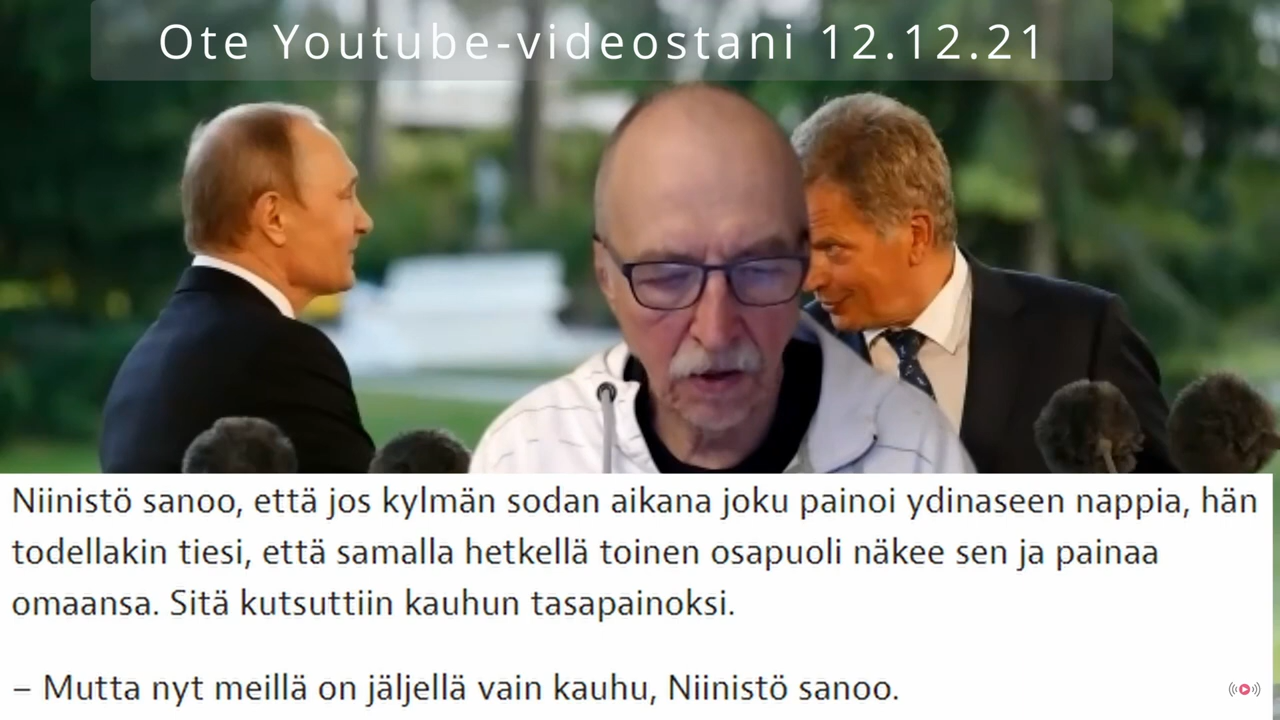 Ote Youtube-videostani 12.12.21
Niinistö sanoo, että jos kylmän sodan aikana joku painoi ydinaseen nappia, hän
todellakin tiesi, että samalla hetkellä toinen osapuoli näkee sen ja painaa
omaansa. Sitä kutsuttiin kauhun tasapainoksi.
– Mutta nyt meillä on jäljellä vain kauhu, Niinistö sanoo.